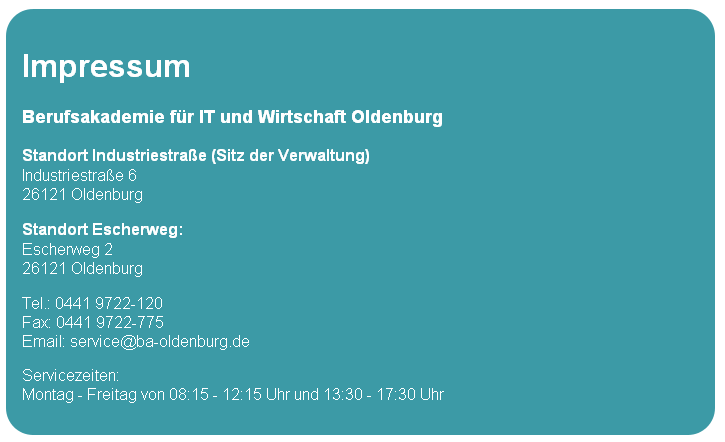 Impressum
Berufsakademie für IT und Wirtschaft Oldenburg
Standort Industriestraße (Sitz der Verwaltung)
Industriestraße 6
26121 Oldenburg
Standort Escherweg:
Escherweg 2
26121 Oldenburg
Tel.: 0441 9722-120
Fax: 0441 9722-775
Email: service@ba-oldenburg.de
Servicezeiten:
Montag - Freitag von 08:15 - 12:15 Uhr und 13:30 - 17:30 Uhr